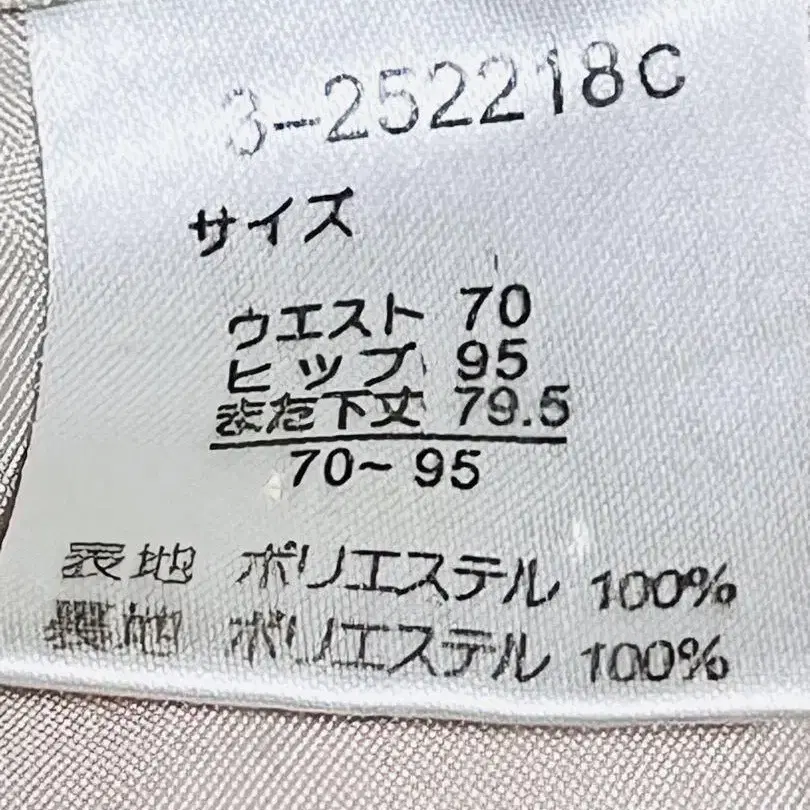 3-252218C
サイズ
ウエスト 70
ヒップ 95
また下丈 79.5
70~95
表地 ポリエステル 100%
裏地 ポリエステル 100%